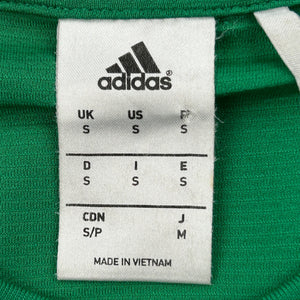 adidas®
UK US F
S S S
D I E
S S S
CDN J
S/P M
MADE IN VIETNAM